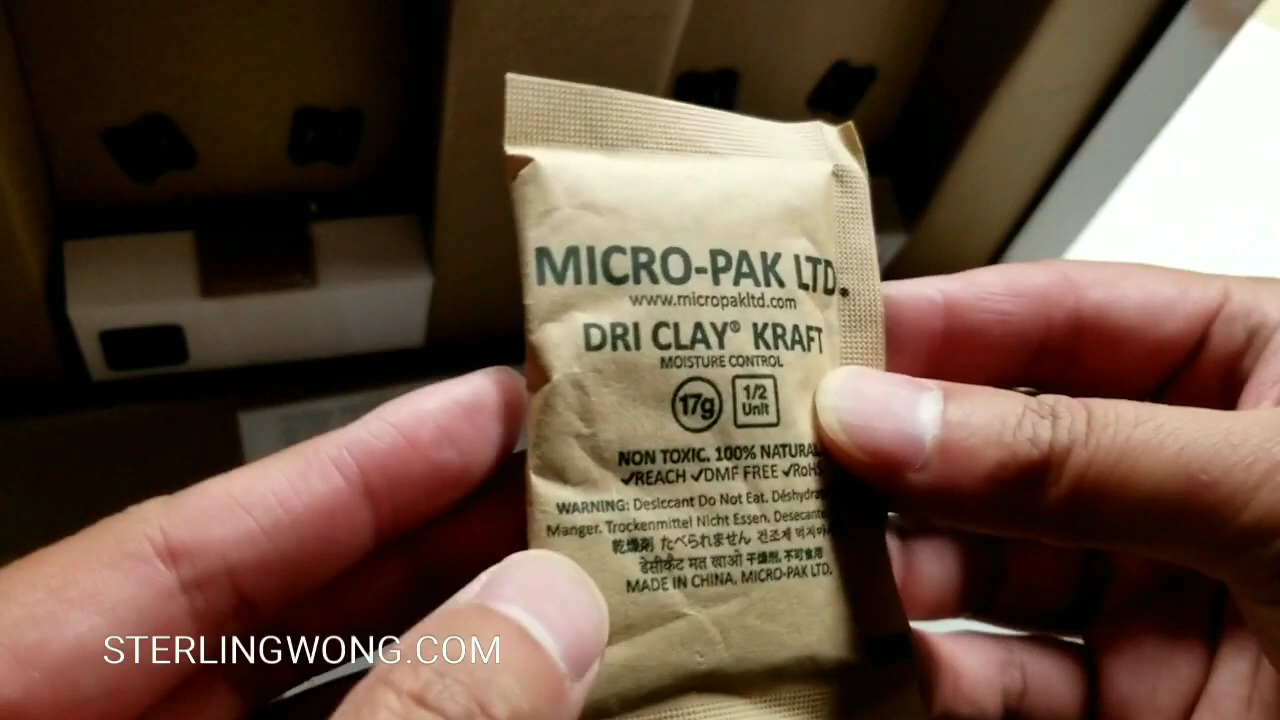 MICRO-PAK LTD.
www.micropakltd.com
DRI CLAY® KRAFT
MOISTURE CONTROL
17g
1/2
Unit
NON TOXIC. 100% NATURAL
✓REACH ✓DMF FREE ✓RoHS
WARNING: Desiccant Do Not Eat. Déshydrat
Manger. Trockenmittel Nicht Essen. Desecante
乾燥剤 たべられません 건조제 먹지마
डेसीकैंट मत खाओ 干燥剂, 不可食用
MADE IN CHINA, MICRO-PAK LTD.
STERLINGWONG.COM